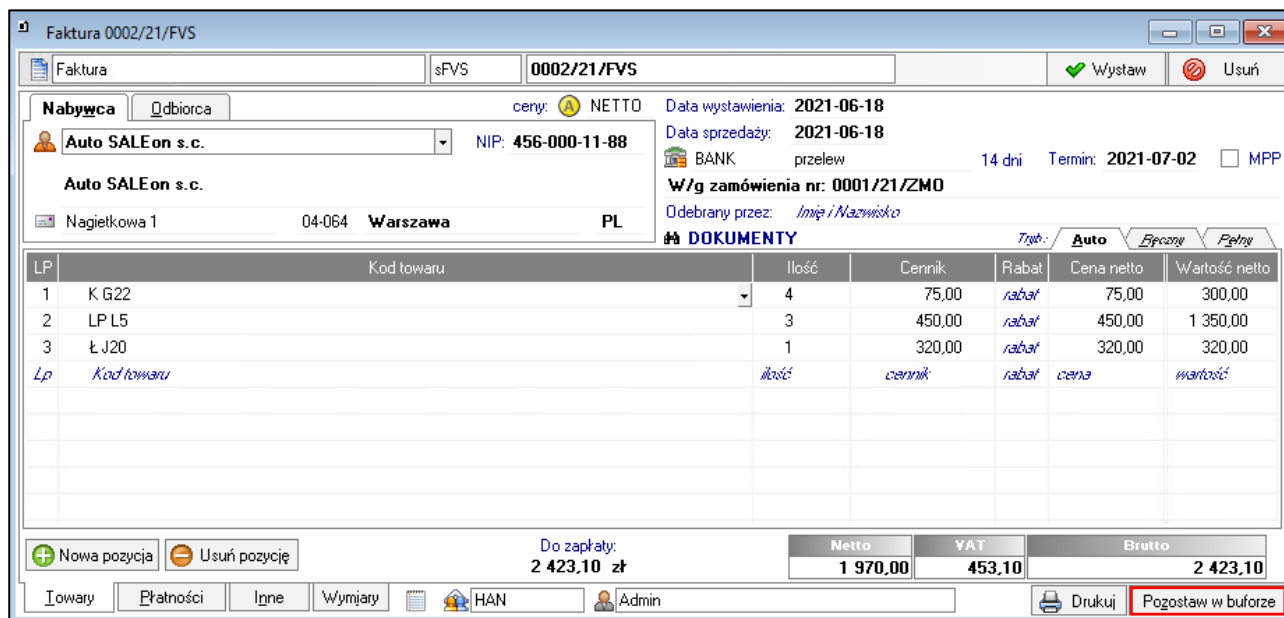 Faktura 0002/21/FVS
Faktura sFVS 0002/21/FVS Wystaw Usuń
Nabywca Odbiorca ceny: A NETTO
Auto SALEon s.c. NIP: 456-000-11-88
Auto SALEon s.c.
Nagietkowa 1 04-064 Warszawa PL
Data wystawienia: 2021-06-18
Data sprzedaży: 2021-06-18
BANK przelew 14 dni Termin: 2021-07-02 MPP
W/g zamówienia nr: 0001/21/ZMO
Odebrany przez: Imię i Nazwisko
DOKUMENTY Tryb: Auto Ręczny Pełny
LP Kod towaru Ilość Cennik Rabat Cena netto Wartość netto
1 K G22 4 75,00 rabat 75,00 300,00
2 LP L5 3 450,00 rabat 450,00 1 350,00
3 Ł J20 1 320,00 rabat 320,00 320,00
Lp Kod towaru ilość cennik rabat cena wartość
Nowa pozycja Usuń pozycję
Do zapłaty:
2 423,10 zł
Netto VAT Brutto
1 970,00 453,10 2 423,10
Towary Płatności Inne Wymiary HAN Admin Drukuj Pozostaw w buforze